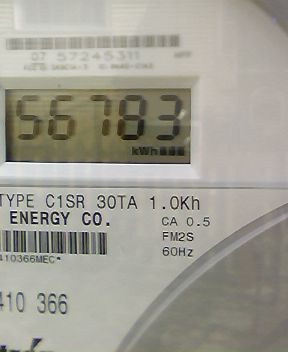 07 57245311
56783
kWh
TYPE C1SR 30TA 1.0Kh
ENERGY CO. CA 0.5
FM2S
410366MEC*
60Hz
410 366